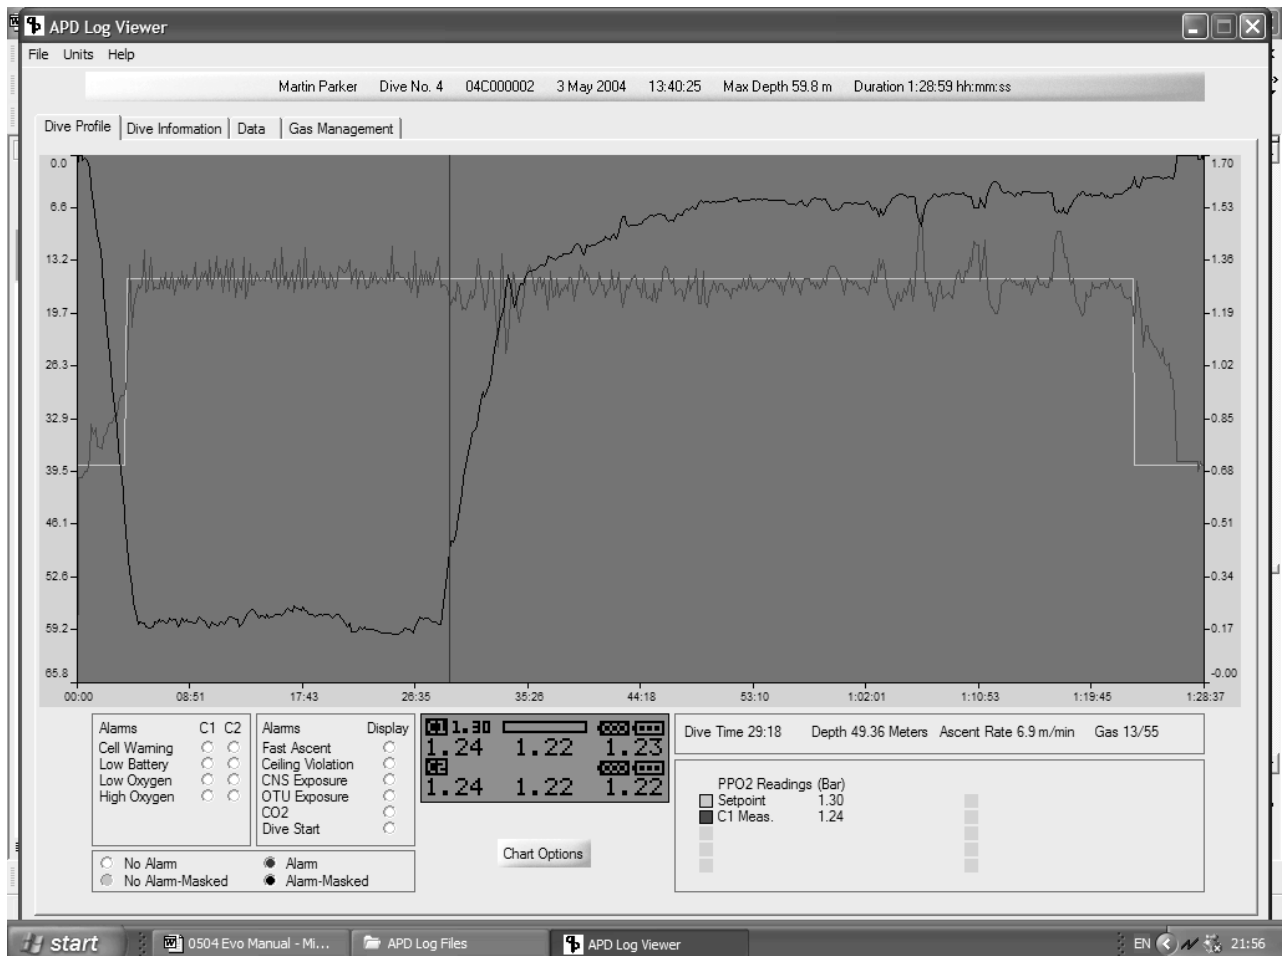 APD Log Viewer
File Units Help
Martin Parker Dive No. 4 04C000002 3 May 2004 13:40:25 Max Depth 59.8 m Duration 1:28:59 hh:mm:ss
Dive Profile Dive Information Data Gas Management
0.0 1.70
6.6 1.53
13.2 1.36
19.7 1.19
26.3 1.02
32.9 0.85
39.5 0.68
46.1 0.51
52.6 0.34
59.2 0.17
65.8 -0.00
00:00 08:51 17:43 26:35 35:26 44:18 53:10 1:02:01 1:10:53 1:19:45 1:28:37
Alarms C1 C2
Cell Warning
Low Battery
Low Oxygen
High Oxygen
Alarms Display
Fast Ascent
Ceiling Violation
CNS Exposure
OTU Exposure
CO2
Dive Start
No Alarm Alarm
No Alarm-Masked Alarm-Masked
C1 1.30
1.24 1.22 1.23
C2
1.24 1.22 1.22
Chart Options
Dive Time 29:18 Depth 49.36 Meters Ascent Rate 6.9 m/min Gas 13/55
PPO2 Readings (Bar)
Setpoint 1.30
C1 Meas. 1.24
start 0504 Evo Manual - Mi... APD Log Files APD Log Viewer EN 21:56